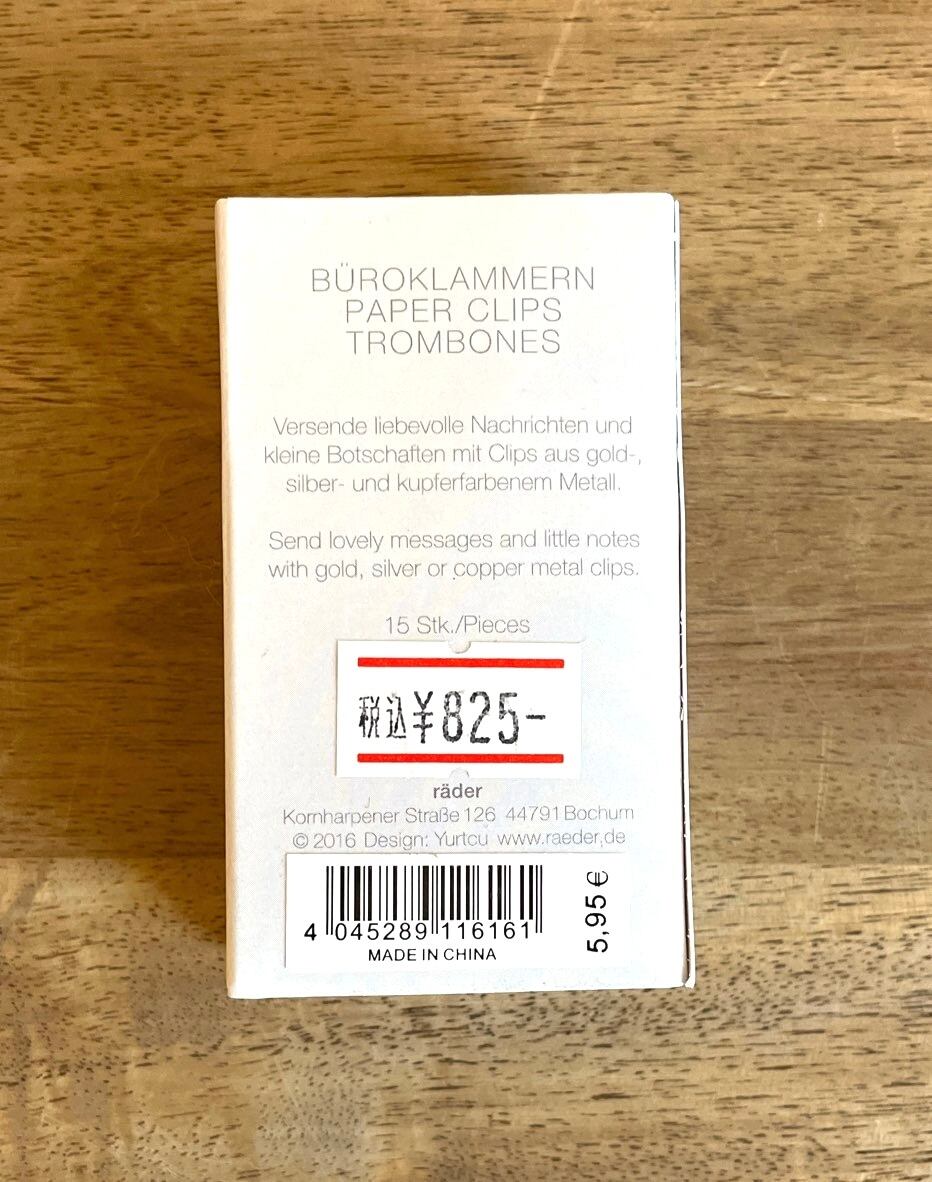 BÜROKLAMMERN
PAPER CLIPS
TROMBONES
Versende liebevolle Nachrichten und
kleine Botschaften mit Clips aus gold-,
silber- und kupferfarbenem Metall.
Send lovely messages and little notes
with gold, silver or copper metal clips.
15 Stk./Pieces
税込¥825-
räder
Kornharpener Straße 126 44791 Bochum
© 2016 Design: Yurtcu www.raeder.de
4 045289 116161
MADE IN CHINA
5,95 €